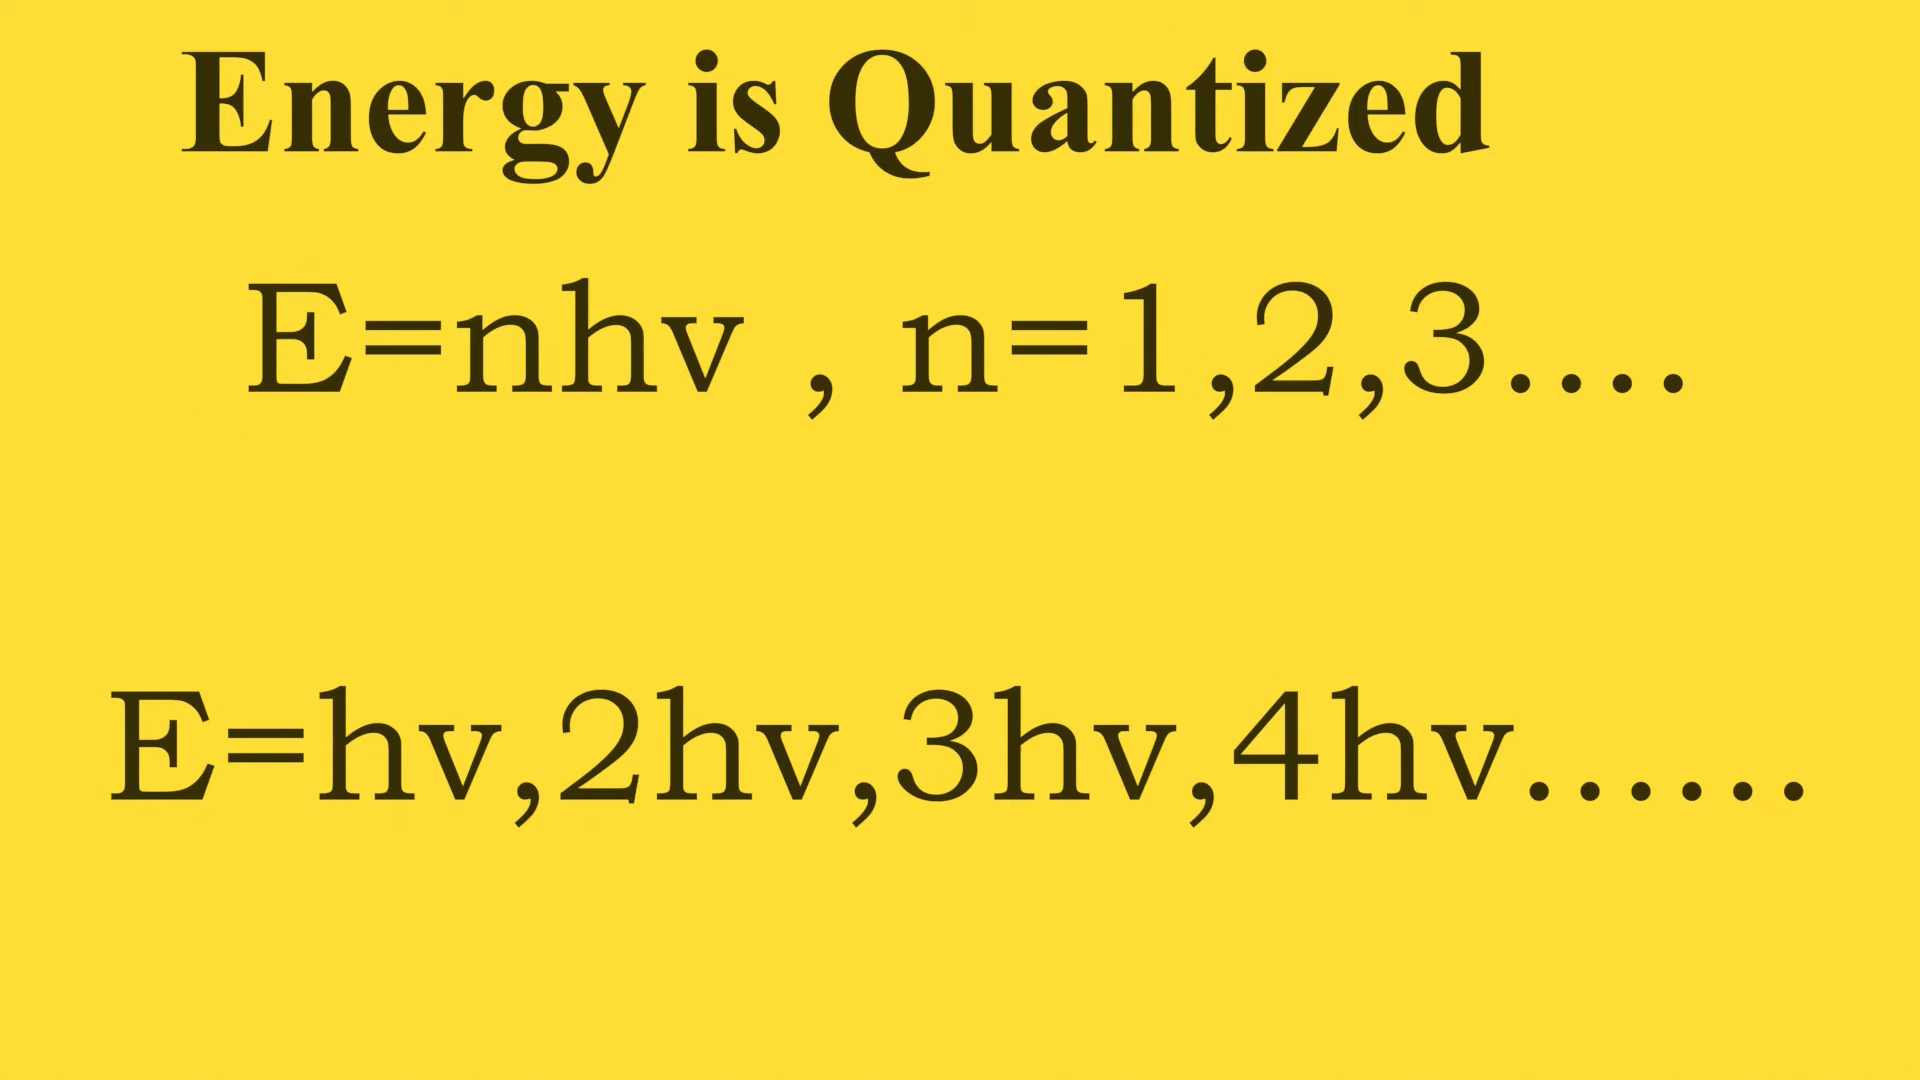 Energy is Quantized
E=nhv , n=1,2,3....
E=hv,2hv,3hv,4hv......